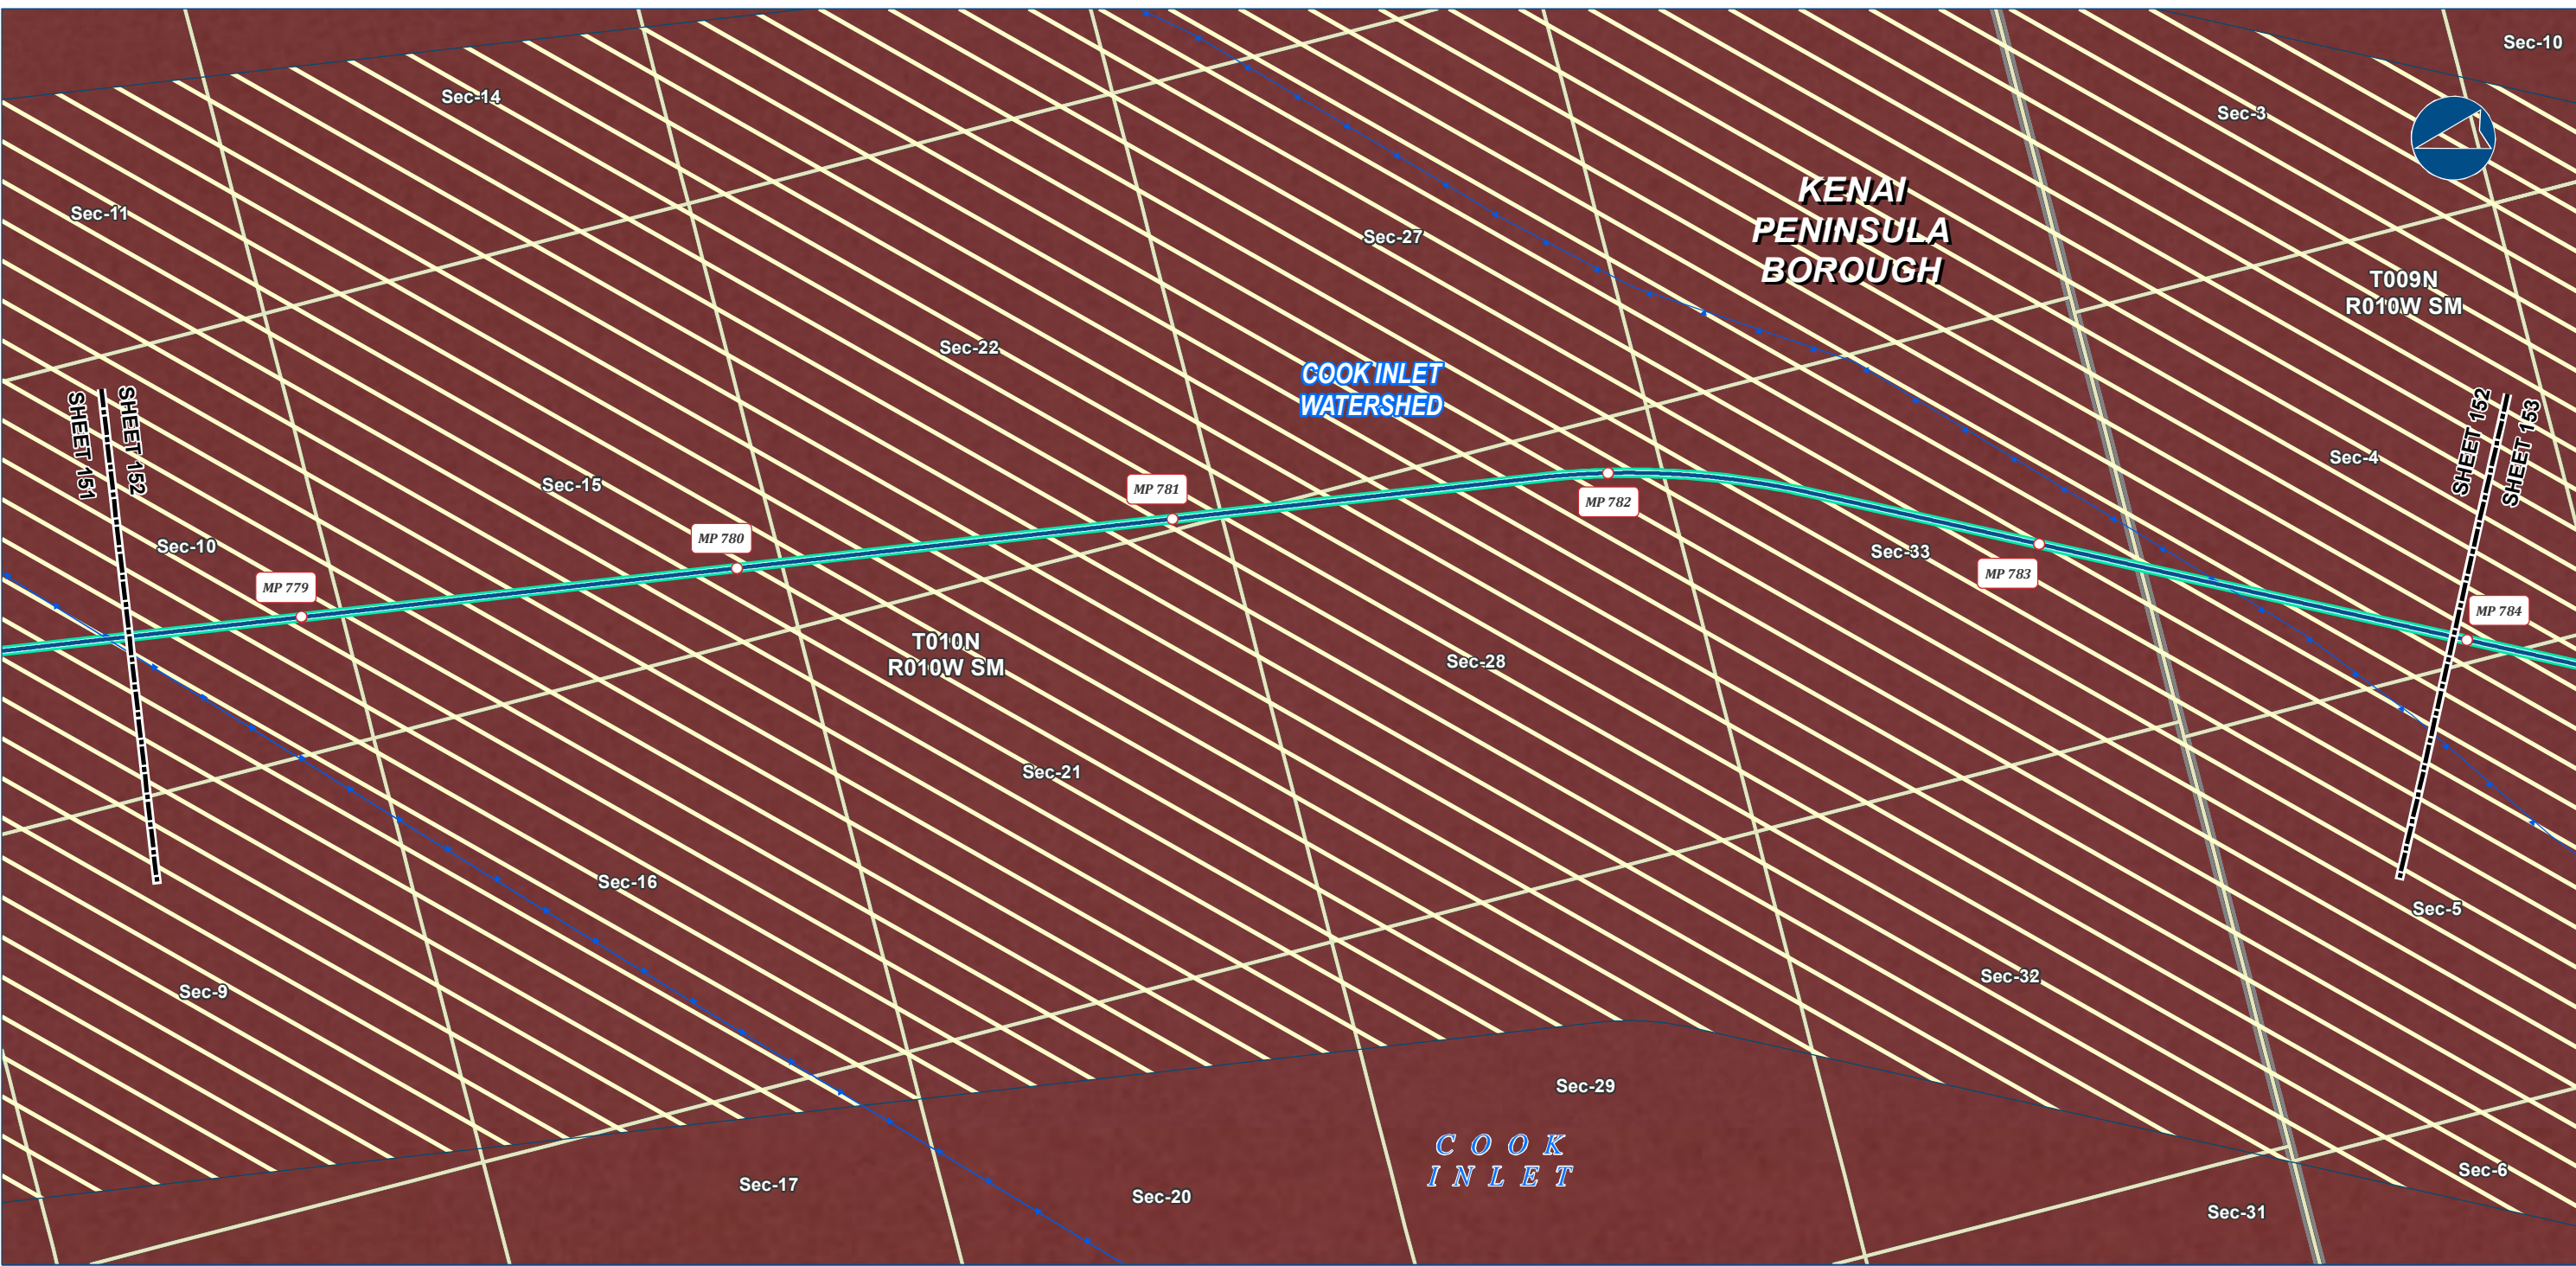 Sec-10
Sec-14
Sec-3
KENAI
PENINSULA
BOROUGH
Sec-11
Sec-27
T009N
R010W SM
Sec-22
COOK INLET
WATERSHED
SHEET 151
SHEET 152
SHEET 152
SHEET 153
Sec-4
Sec-15
MP 781
MP 782
Sec-10
MP 780
Sec-33
MP 783
MP 779
MP 784
T010N
R010W SM
Sec-28
Sec-21
Sec-16
Sec-5
Sec-32
Sec-9
Sec-29
COOK
INLET
Sec-17
Sec-20
Sec-6
Sec-31